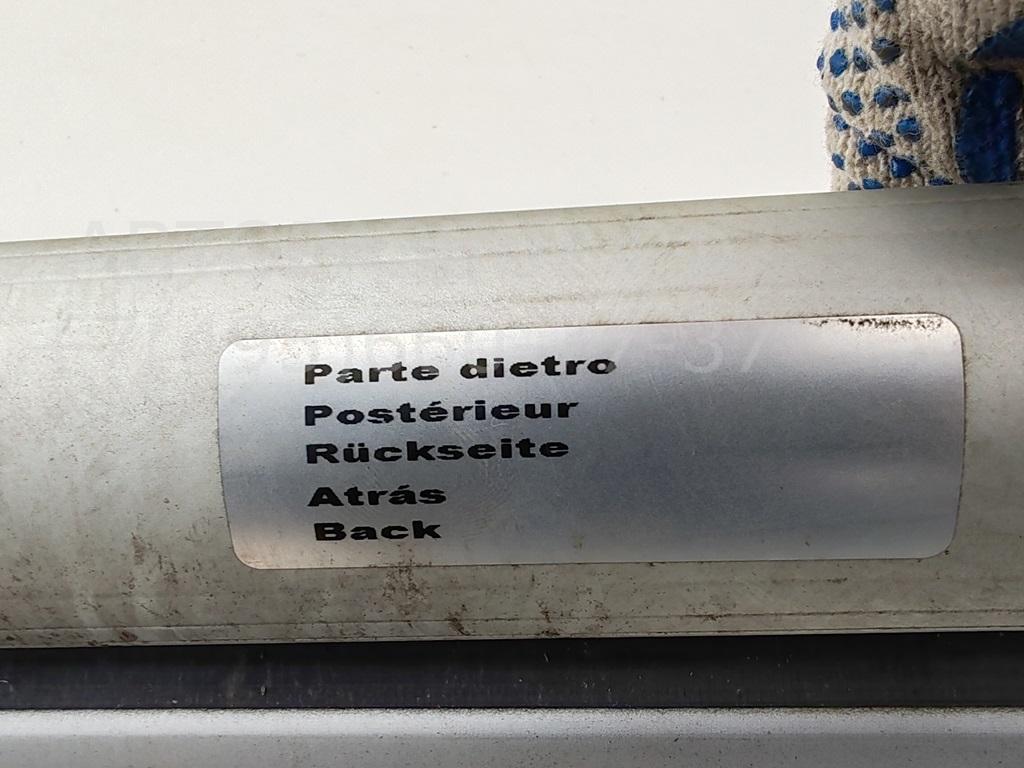 Parte dietro
Postérieur
Rückseite
Atrás
Back